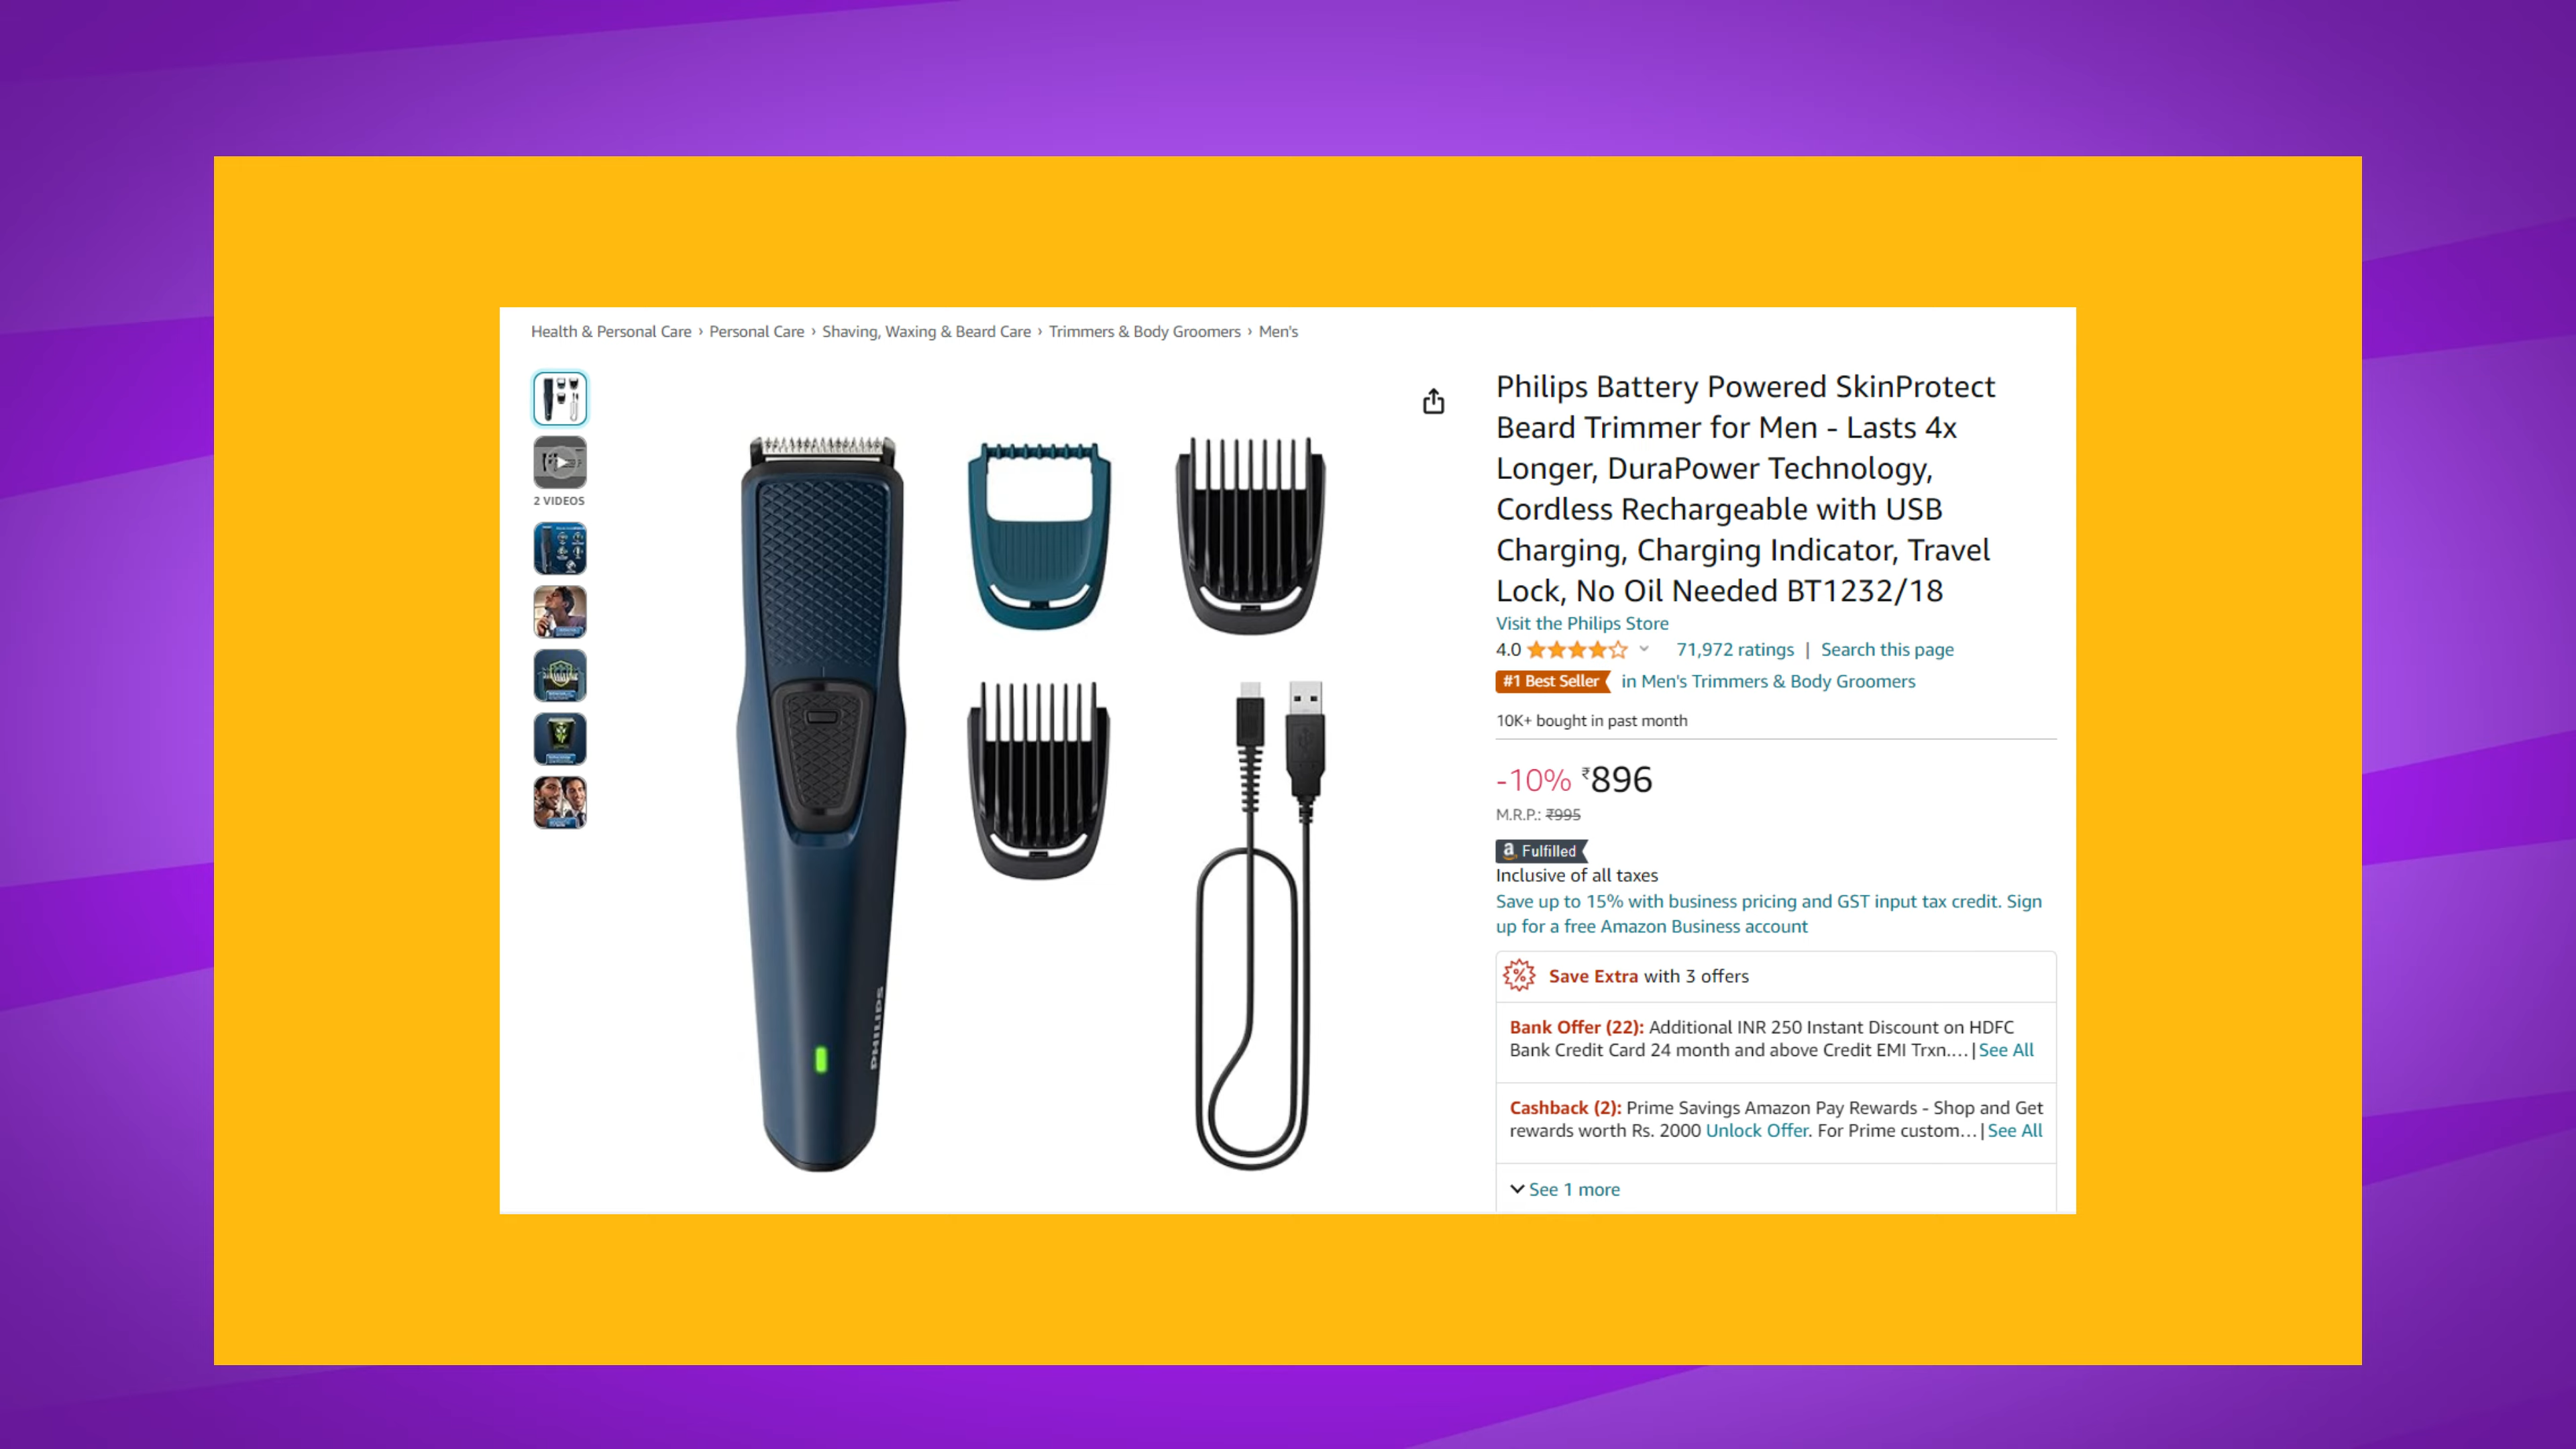 Health & Personal Care › Personal Care › Shaving, Waxing & Beard Care › Trimmers & Body Groomers › Men's
2 VIDEOS
PHILIPS
Philips Battery Powered SkinProtect
Beard Trimmer for Men - Lasts 4x
Longer, DuraPower Technology,
Cordless Rechargeable with USB
Charging, Charging Indicator, Travel
Lock, No Oil Needed BT1232/18
Visit the Philips Store
4.0 71,972 ratings | Search this page
#1 Best Seller in Men's Trimmers & Body Groomers
10K+ bought in past month
-10% ₹896
M.R.P.: ₹995
a Fulfilled
Inclusive of all taxes
Save up to 15% with business pricing and GST input tax credit. Sign
up for a free Amazon Business account
% Save Extra with 3 offers
Bank Offer (22): Additional INR 250 Instant Discount on HDFC
Bank Credit Card 24 month and above Credit EMI Trxn.… | See All
Cashback (2): Prime Savings Amazon Pay Rewards - Shop and Get
rewards worth Rs. 2000 Unlock Offer. For Prime custom… | See All
See 1 more